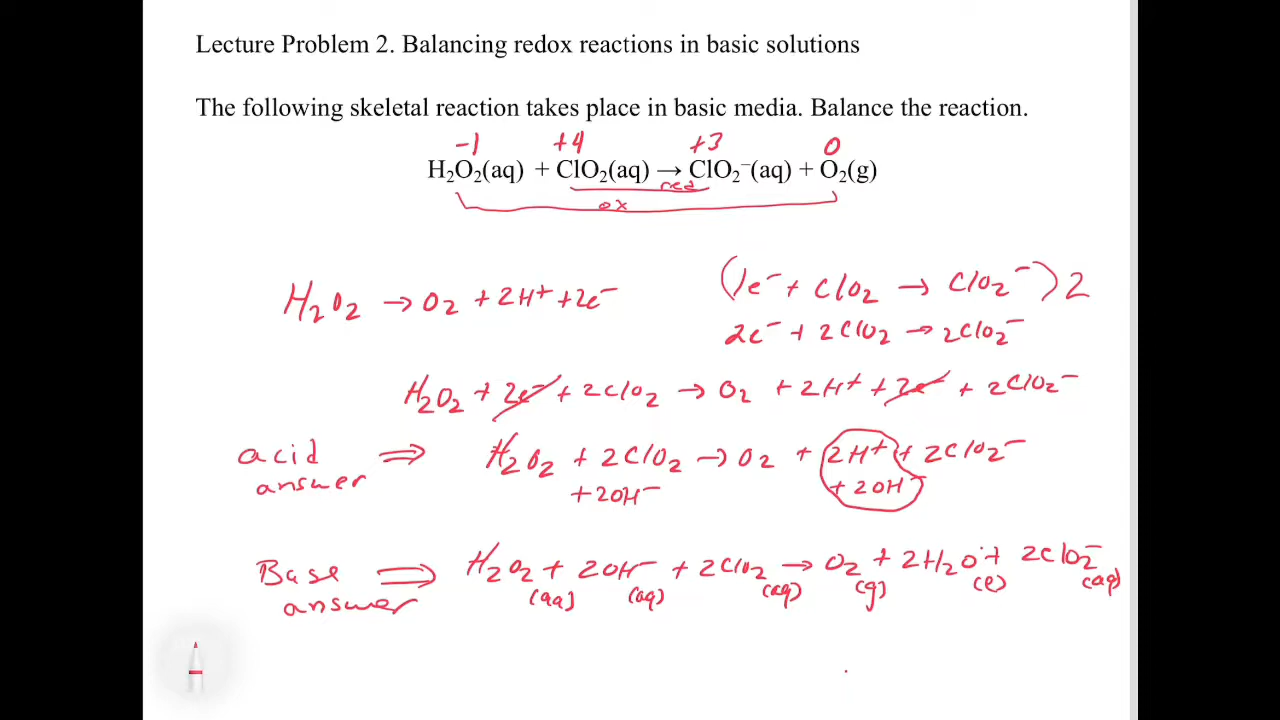 Lecture Problem 2. Balancing redox reactions in basic solutions
The following skeletal reaction takes place in basic media. Balance the reaction.
-1 +4 +3 0
H₂O₂(aq) + ClO₂(aq) → ClO₂⁻(aq) + O₂(g)
red
ox
H₂O₂ → O₂ + 2H⁺ + 2e⁻
(1e⁻ + ClO₂ → ClO₂⁻) 2
2e⁻ + 2ClO₂ → 2ClO₂⁻
H₂O₂ + 2e⁻ + 2ClO₂ → O₂ + 2H⁺ + 2e⁻ + 2ClO₂⁻
acid answer ⇒ H₂O₂ + 2ClO₂ → O₂ + 2H⁺ + 2ClO₂⁻
+ 2OH⁻ + 2OH⁻
Base answer ⇒ H₂O₂ + 2OH⁻ + 2ClO₂ → O₂ + 2H₂O + 2ClO₂⁻
(aq) (aq) (aq) (g) (l) (aq)